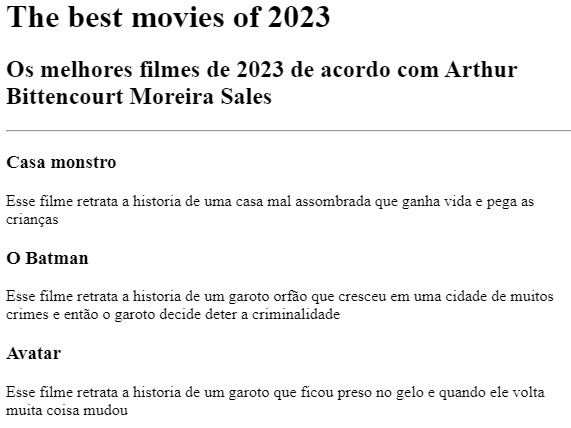 The best movies of 2023
Os melhores filmes de 2023 de acordo com Arthur
Bittencourt Moreira Sales
Casa monstro
Esse filme retrata a historia de uma casa mal assombrada que ganha vida e pega as
crianças
O Batman
Esse filme retrata a historia de um garoto orfão que cresceu em uma cidade de muitos
crimes e então o garoto decide deter a criminalidade
Avatar
Esse filme retrata a historia de um garoto que ficou preso no gelo e quando ele volta
muita coisa mudou